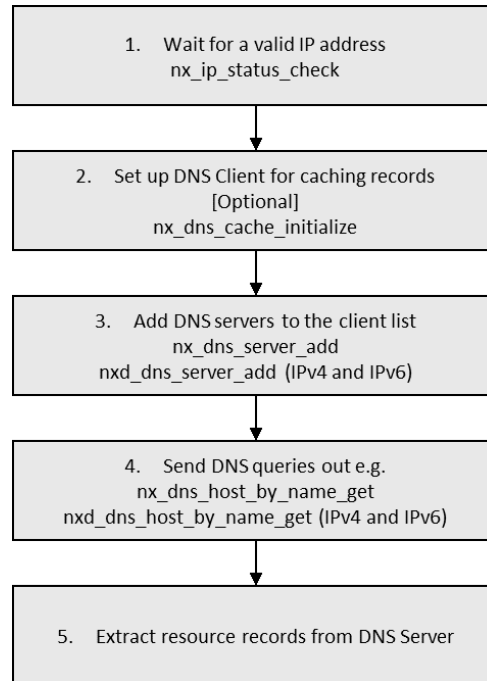 1. Wait for a valid IP address
nx_ip_status_check
2. Set up DNS Client for caching records
[Optional]
nx_dns_cache_initialize
3. Add DNS servers to the client list
nx_dns_server_add
nxd_dns_server_add (IPv4 and IPv6)
4. Send DNS queries out e.g.
nx_dns_host_by_name_get
nxd_dns_host_by_name_get (IPv4 and IPv6)
5. Extract resource records from DNS Server